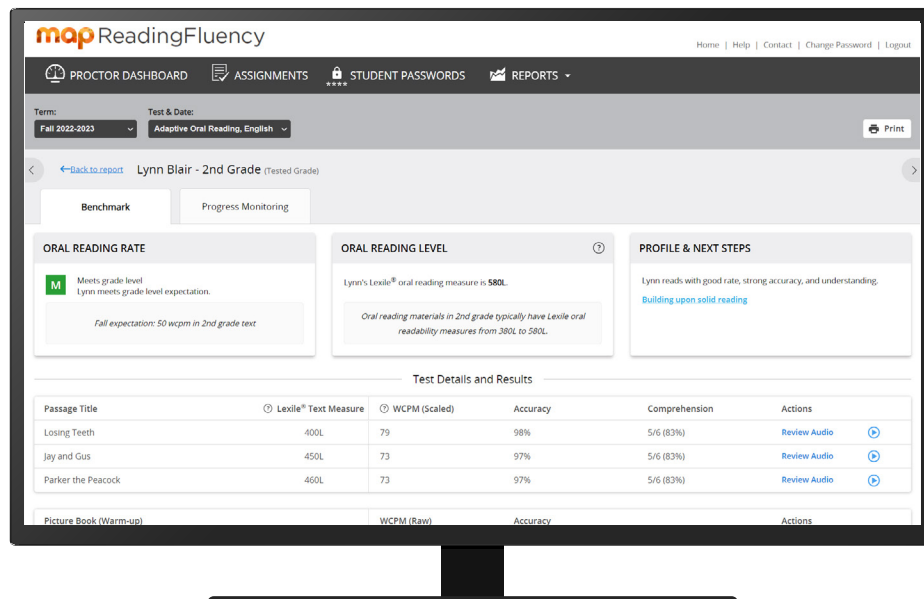 map ReadingFluency
Home | Help | Contact | Change Password | Logout
PROCTOR DASHBOARD ASSIGNMENTS **** STUDENT PASSWORDS REPORTS
Term: Test & Date:
Fall 2022-2023 Adaptive Oral Reading, English Print
←Back to report Lynn Blair - 2nd Grade (Tested Grade)
Benchmark Progress Monitoring
ORAL READING RATE
M Meets grade level
Lynn meets grade level expectation.
Fall expectation: 50 wcpm in 2nd grade text
ORAL READING LEVEL ?
Lynn's Lexile® oral reading measure is 580L.
Oral reading materials in 2nd grade typically have Lexile oral
readability measures from 380L to 580L.
PROFILE & NEXT STEPS
Lynn reads with good rate, strong accuracy, and understanding.
Building upon solid reading
Test Details and Results
Passage Title ? Lexile® Text Measure ? WCPM (Scaled) Accuracy Comprehension Actions
Losing Teeth 400L 79 98% 5/6 (83%) Review Audio
Jay and Gus 450L 73 97% 5/6 (83%) Review Audio
Parker the Peacock 460L 73 97% 5/6 (83%) Review Audio
Picture Book (Warm-up) WCPM (Raw) Accuracy Actions